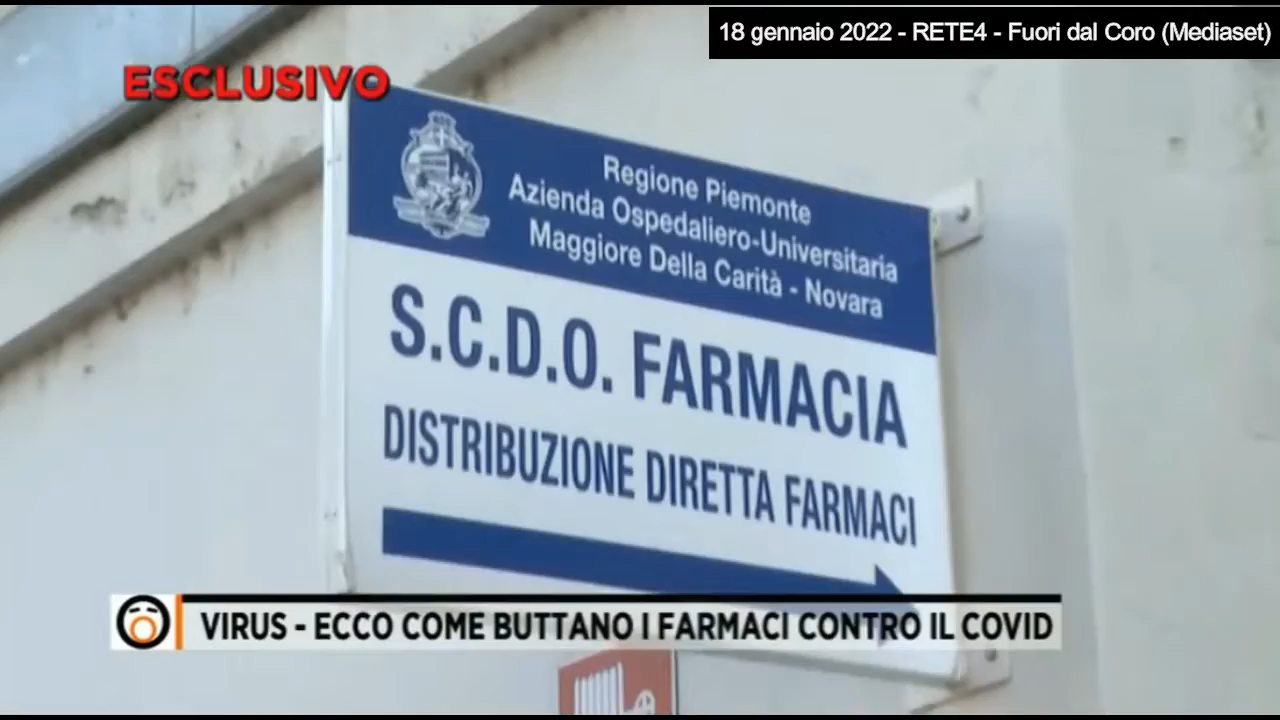 18 gennaio 2022 - RETE4 - Fuori dal Coro (Mediaset)
ESCLUSIVO
Regione Piemonte
Azienda Ospedaliero-Universitaria
Maggiore Della Carità - Novara
S.C.D.O. FARMACIA
DISTRIBUZIONE DIRETTA FARMACI
VIRUS - ECCO COME BUTTANO I FARMACI CONTRO IL COVID